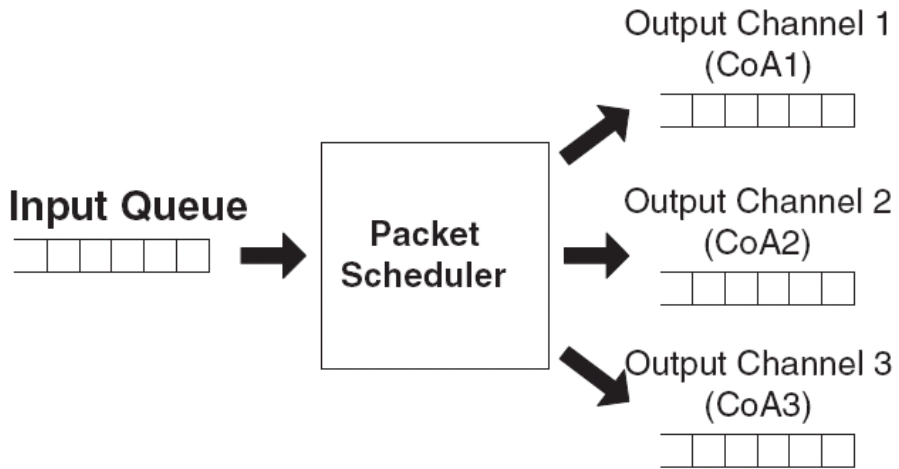 Output Channel 1
(CoA1)
Input Queue
Packet
Scheduler
Output Channel 2
(CoA2)
Output Channel 3
(CoA3)